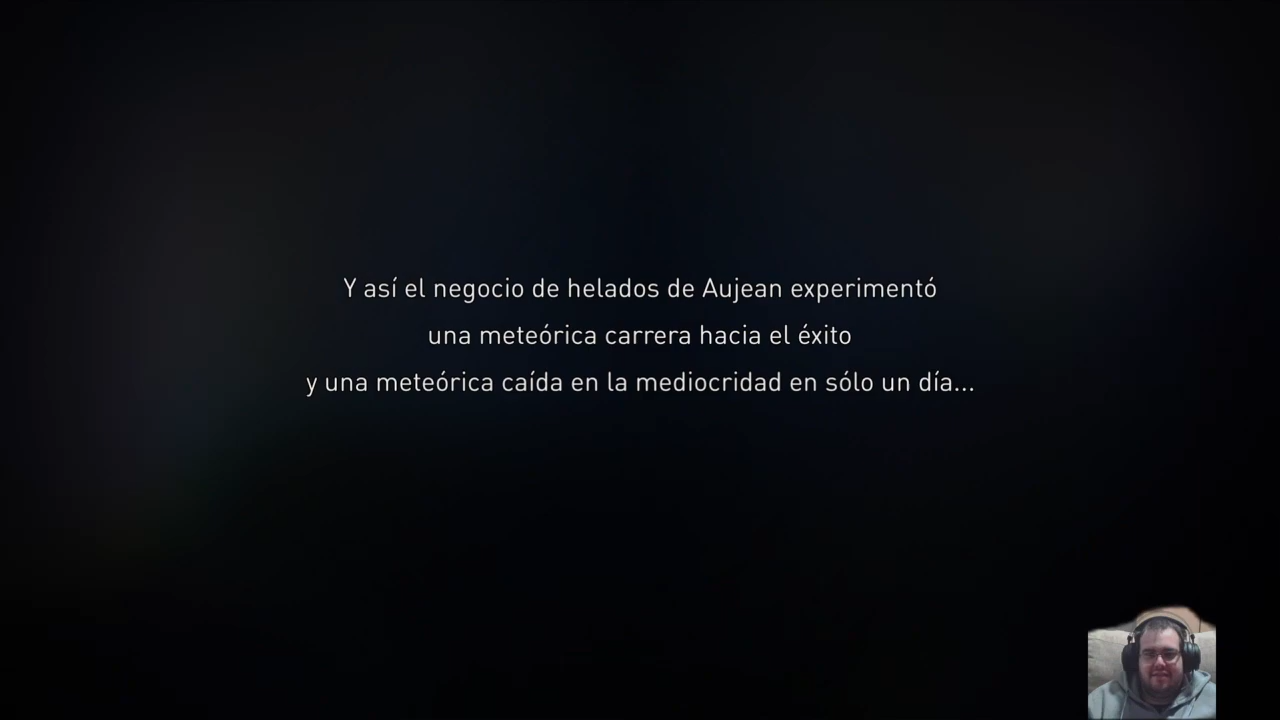 Y así el negocio de helados de Aujean experimentó
una meteórica carrera hacia el éxito
y una meteórica caída en la mediocridad en sólo un día...